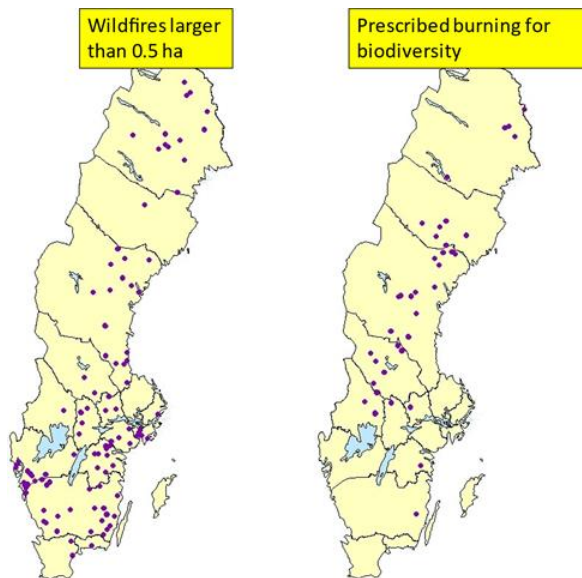 Wildfires larger
than 0.5 ha
Prescribed burning for
biodiversity